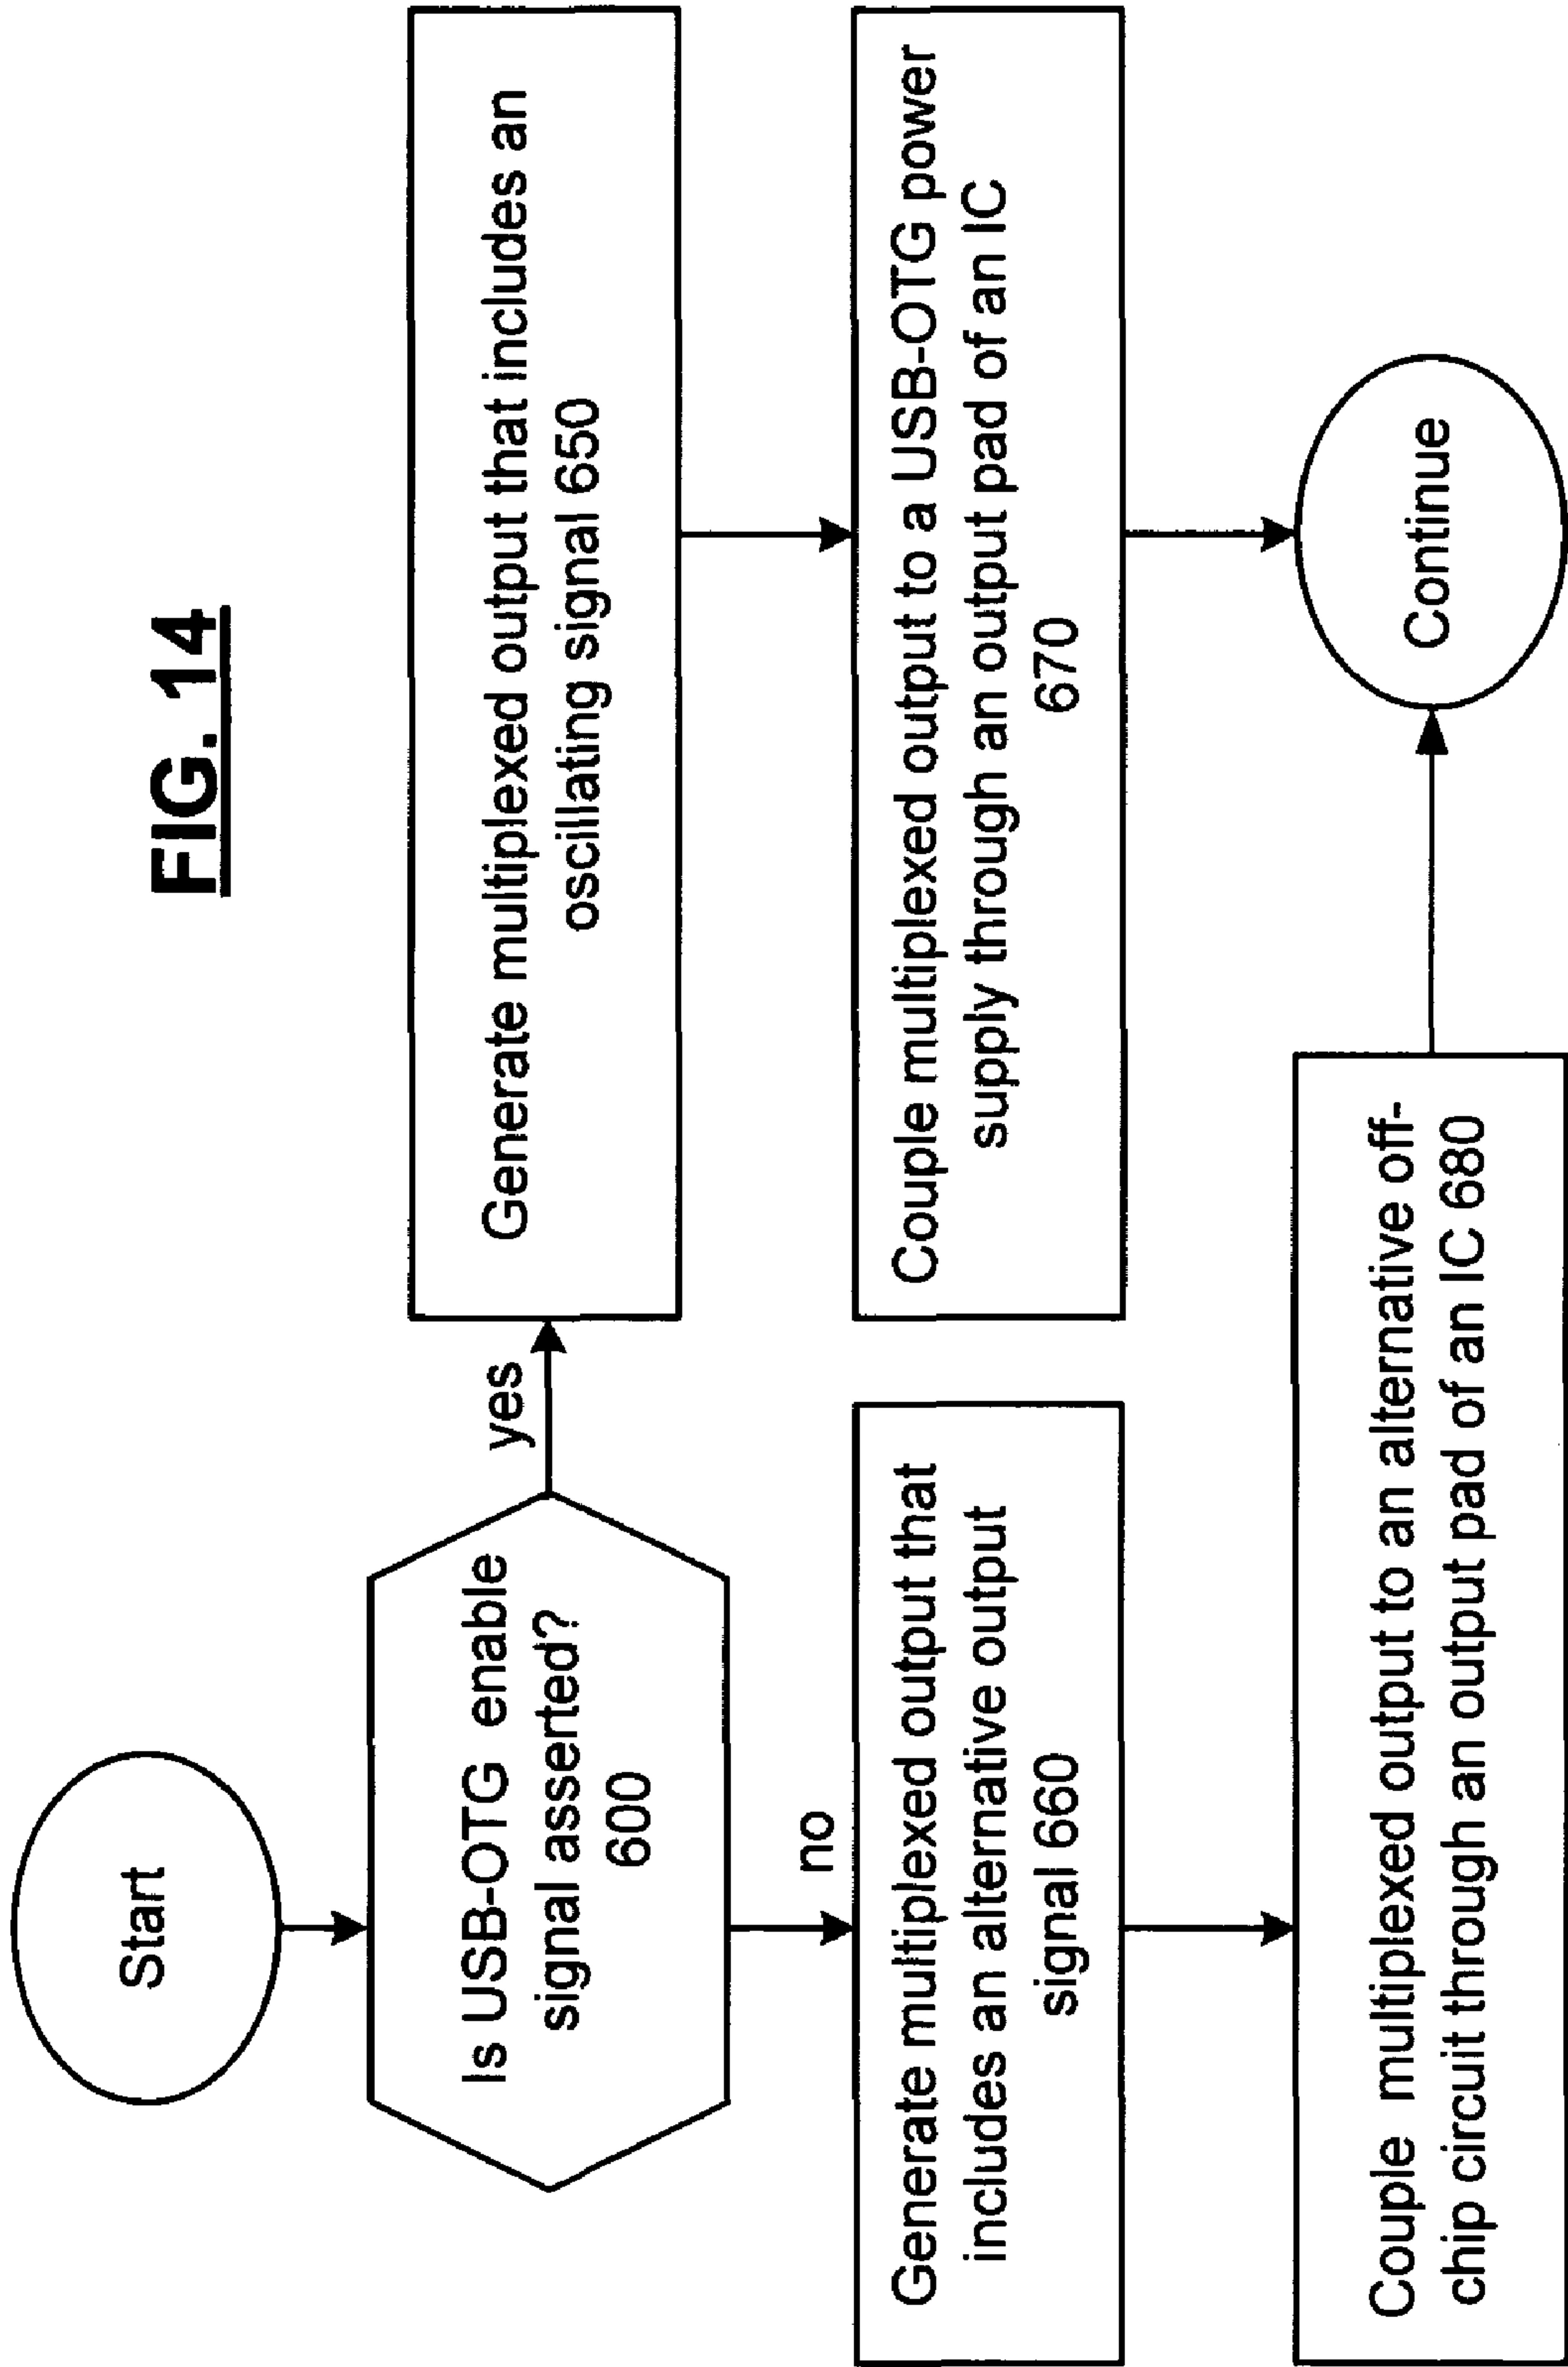 FIG. 14
Start
Is USB-OTG enable
signal asserted?
600
yes
Generate multiplexed output that includes an
oscillating signal 650
no
Generate multiplexed output that
includes an alternative output
signal 660
Couple multiplexed output to a USB-OTG power
supply through an output pad of an IC
670
Couple multiplexed output to an alternative off-
chip circuit through an output pad of an IC 680
Continue